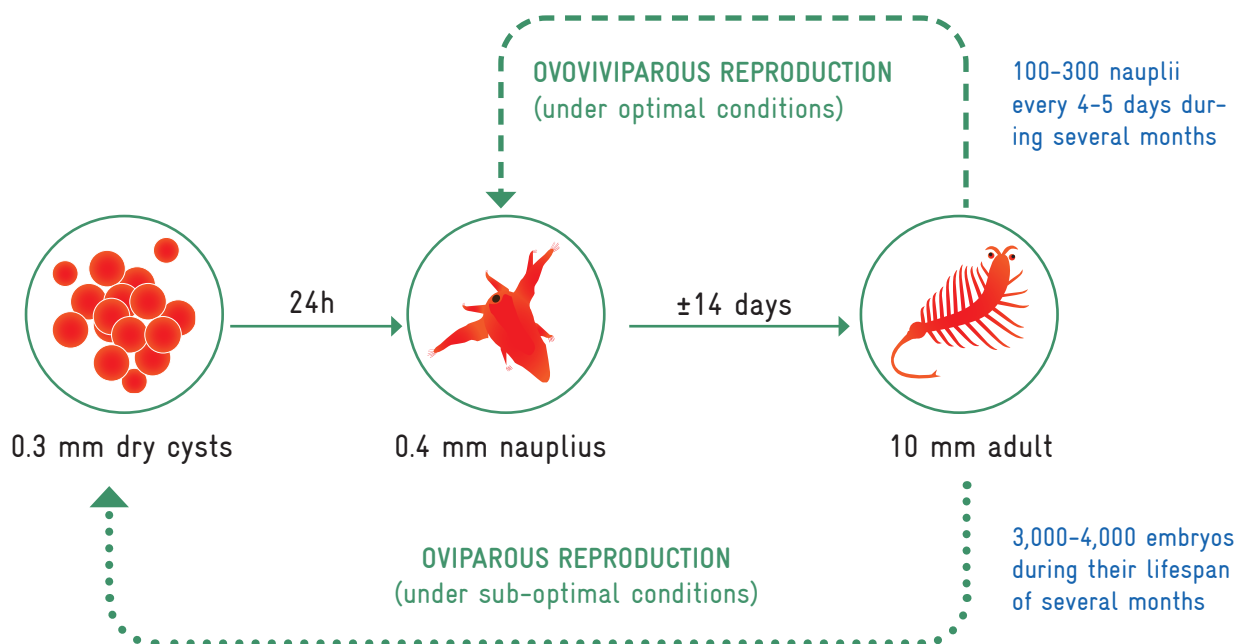 OVOVIVIPAROUS REPRODUCTION
(under optimal conditions)
100-300 nauplii
every 4-5 days dur-
ing several months
24h
±14 days
0.3 mm dry cysts
0.4 mm nauplius
10 mm adult
OVIPAROUS REPRODUCTION
(under sub-optimal conditions)
3,000-4,000 embryos
during their lifespan
of several months